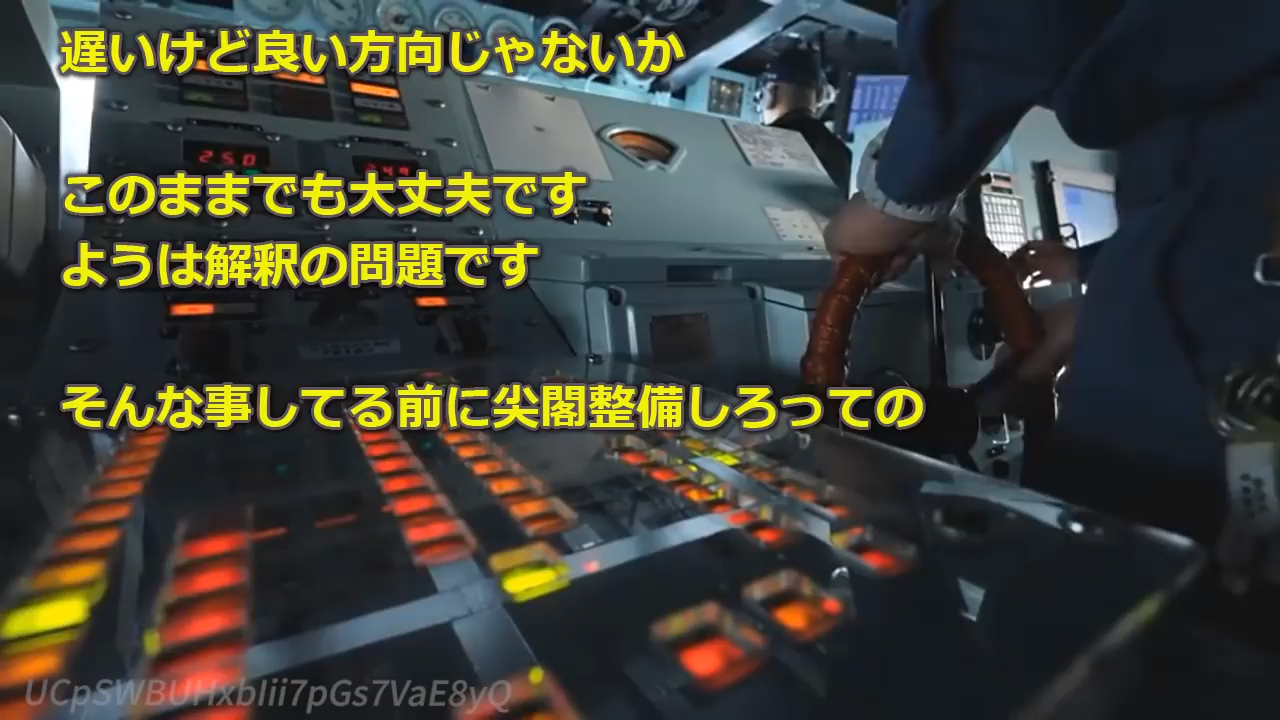 遅いけど良い方向じゃないか
250
このままでも大丈夫です
ようは解釈の問題です
そんな事してる前に尖閣整備しろっての
UCpSWBUHxbIii7pGs7VaE8yQ